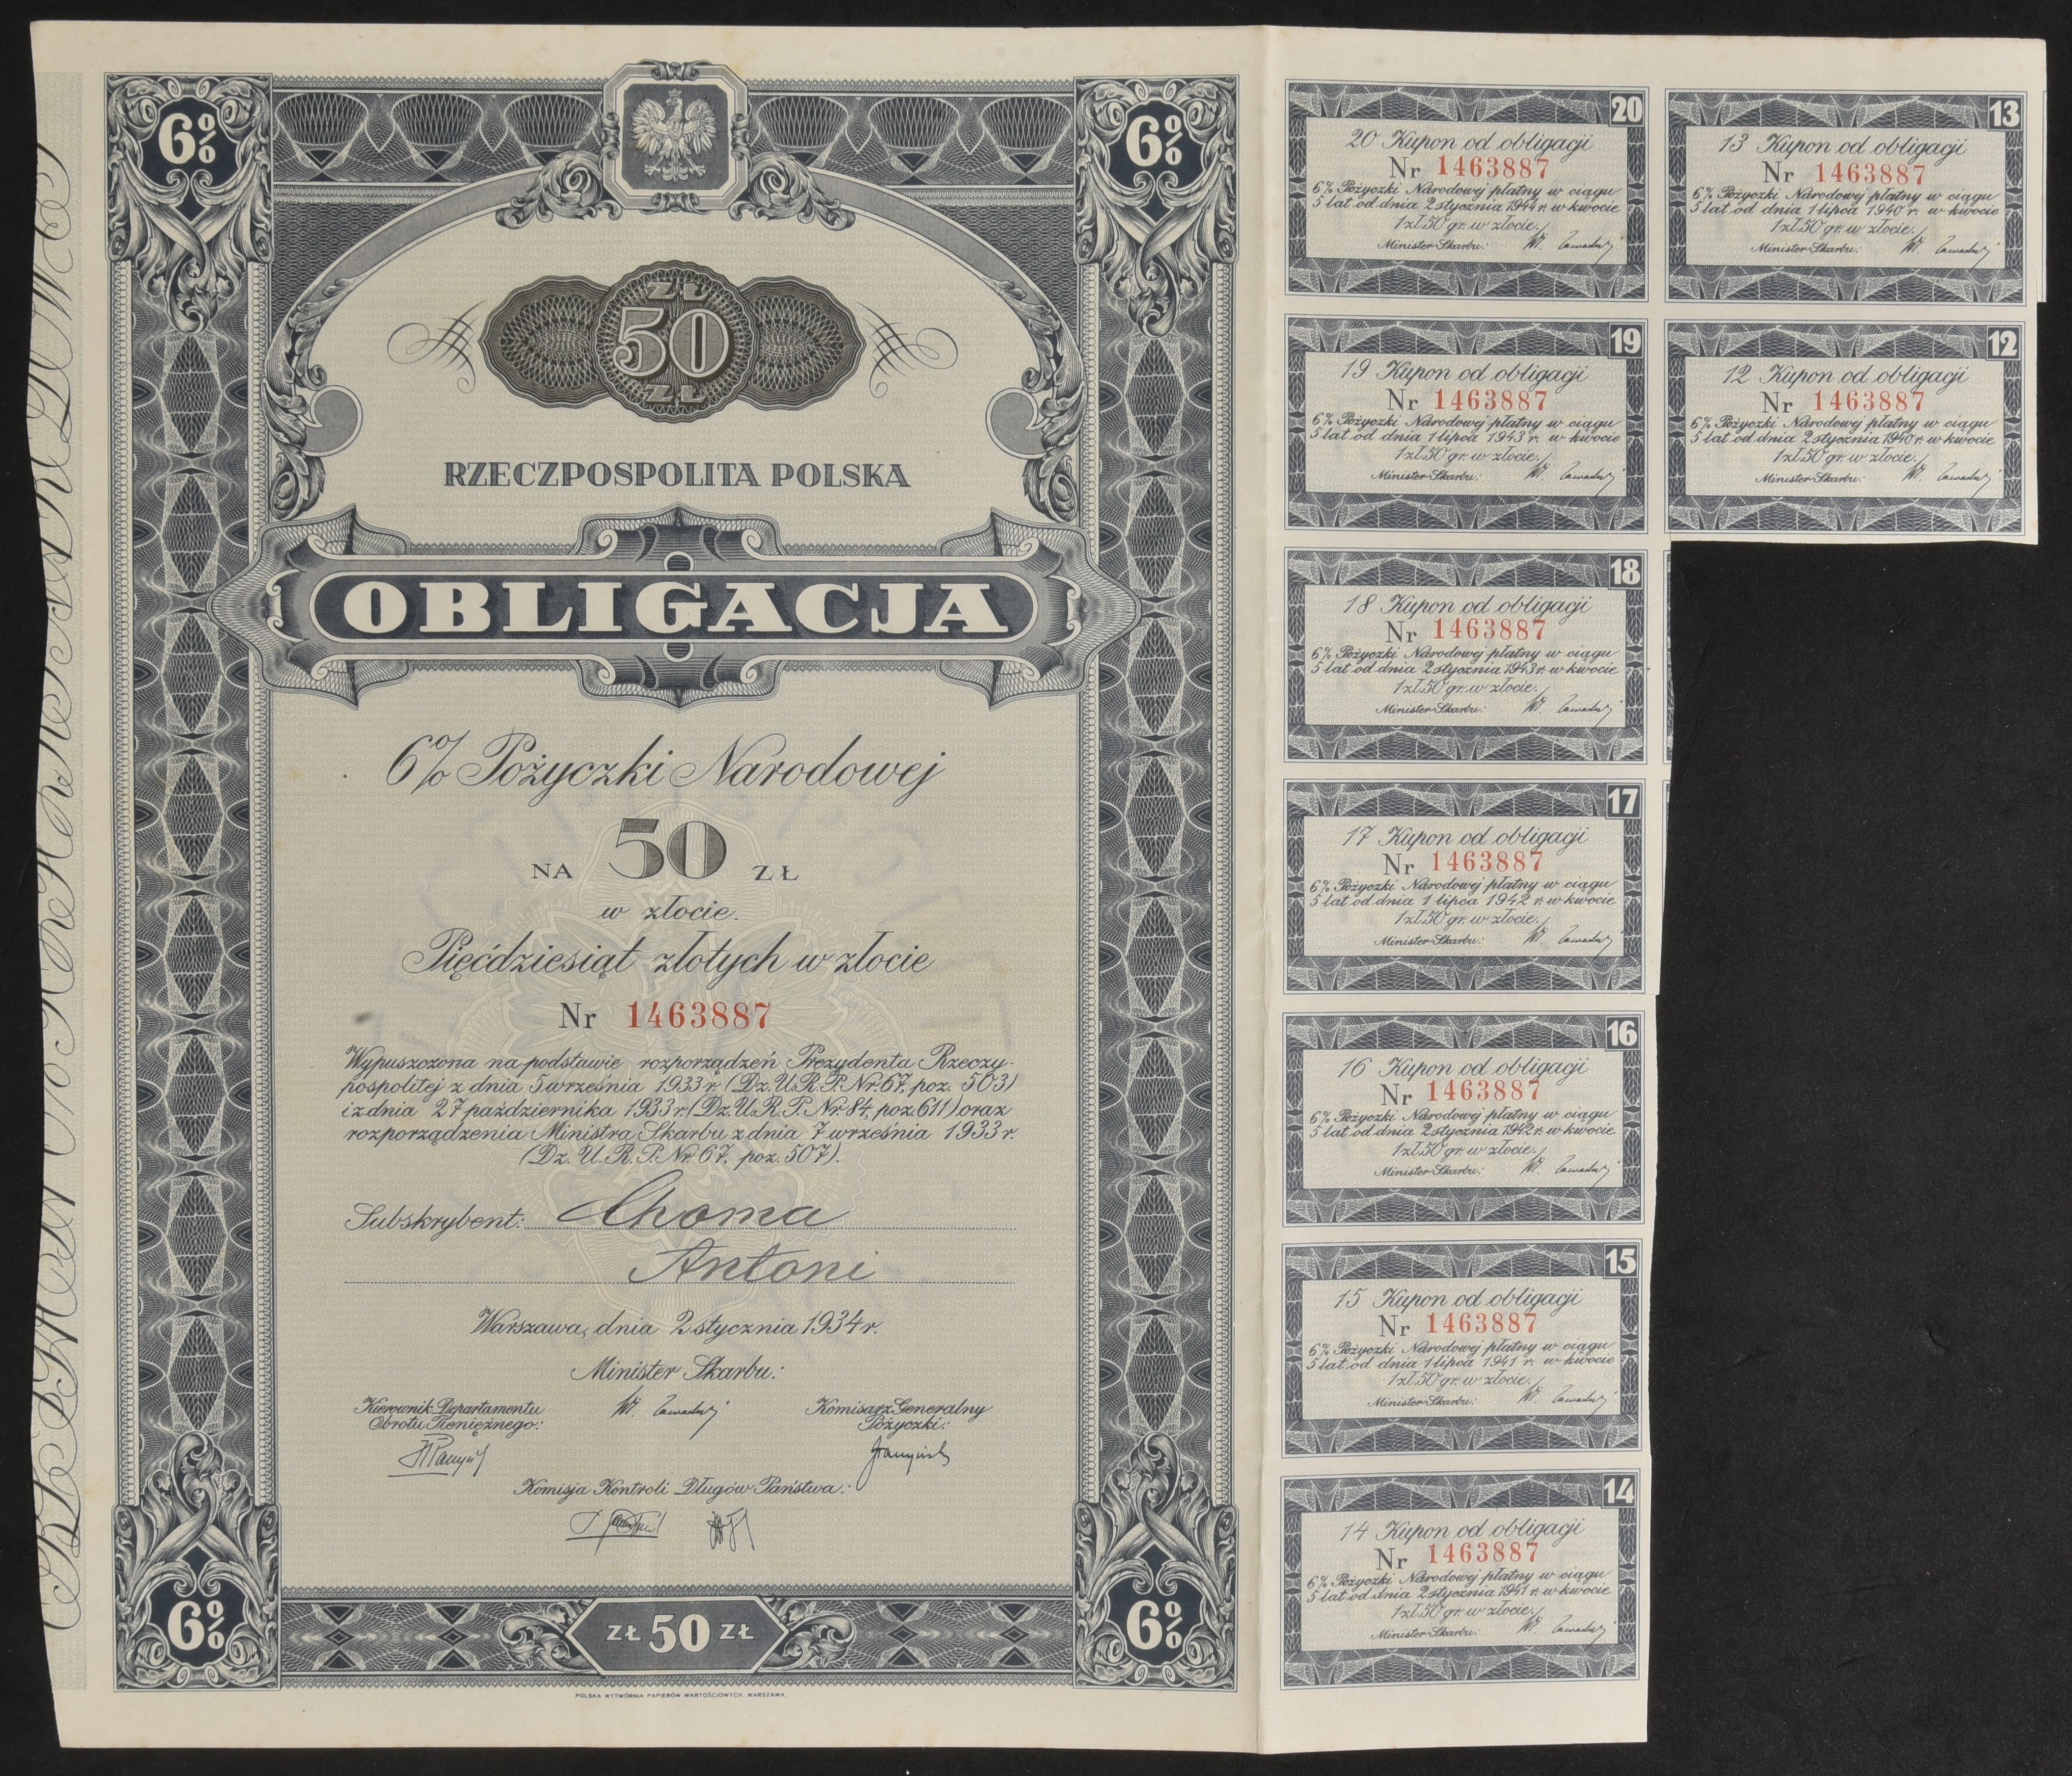 6%
6%
ZŁ
50
ZŁ
RZECZPOSPOLITA POLSKA
OBLIGACJA
6% Pożyczki Narodowej
NA 50 ZŁ
w złocie.
Pięćdziesiąt złotych w złocie
Nr 1463887
Wypuszczona na podstawie rozporządzeń Prezydenta Rzeczy-
pospolitej z dnia 5 września 1933 r. (Dz. U. R. P. Nr 67, poz. 503)
i z dnia 27 października 1933 r. (Dz. U. R. P. Nr 84, poz. 611) oraz
rozporządzenia Ministra Skarbu z dnia 7 września 1933 r.
(Dz. U. R. P. Nr. 67, poz. 507).
Subskrybent: Choma
Antoni
Warszawa, dnia 2 stycznia 1934 r.
Minister Skarbu:
Kierownik Departamentu
Obrotu Pieniężnego:
Komisarz Generalny
Pożyczki:
Komisja Kontroli Długów Państwa:
6%
ZŁ 50 ZŁ
6%
POLSKA WYTWÓRNIA PAPIERÓW WARTOŚCIOWYCH. WARSZAWA.
20
20 Kupon od obligacji
Nr 1463887
6% Pożyczki Narodowej płatny w ciągu
5 lat od dnia 2 stycznia 1944 r. w kwocie
1 zł. 50 gr. w złocie.
Minister Skarbu:
19
19 Kupon od obligacji
Nr 1463887
6% Pożyczki Narodowej płatny w ciągu
5 lat od dnia 1 lipca 1943 r. w kwocie
1 zł. 50 gr. w złocie.
Minister Skarbu:
18
18 Kupon od obligacji
Nr 1463887
6% Pożyczki Narodowej płatny w ciągu
5 lat od dnia 2 stycznia 1943 r. w kwocie
1 zł. 50 gr. w złocie.
Minister Skarbu:
17
17 Kupon od obligacji
Nr 1463887
6% Pożyczki Narodowej płatny w ciągu
5 lat od dnia 1 lipca 1942 r. w kwocie
1 zł. 50 gr. w złocie.
Minister Skarbu:
16
16 Kupon od obligacji
Nr 1463887
6% Pożyczki Narodowej płatny w ciągu
5 lat od dnia 2 stycznia 1942 r. w kwocie
1 zł. 50 gr. w złocie.
Minister Skarbu:
15
15 Kupon od obligacji
Nr 1463887
6% Pożyczki Narodowej płatny w ciągu
5 lat od dnia 1 lipca 1941 r. w kwocie
1 zł. 50 gr. w złocie.
Minister Skarbu:
14
14 Kupon od obligacji
Nr 1463887
6% Pożyczki Narodowej płatny w ciągu
5 lat od dnia 2 stycznia 1941 r. w kwocie
1 zł. 50 gr. w złocie.
Minister Skarbu:
13
13 Kupon od obligacji
Nr 1463887
6% Pożyczki Narodowej płatny w ciągu
5 lat od dnia 1 lipca 1940 r. w kwocie
1 zł. 50 gr. w złocie.
Minister Skarbu:
12
12 Kupon od obligacji
Nr 1463887
6% Pożyczki Narodowej płatny w ciągu
5 lat od dnia 2 stycznia 1940 r. w kwocie
1 zł. 50 gr. w złocie.
Minister Skarbu: